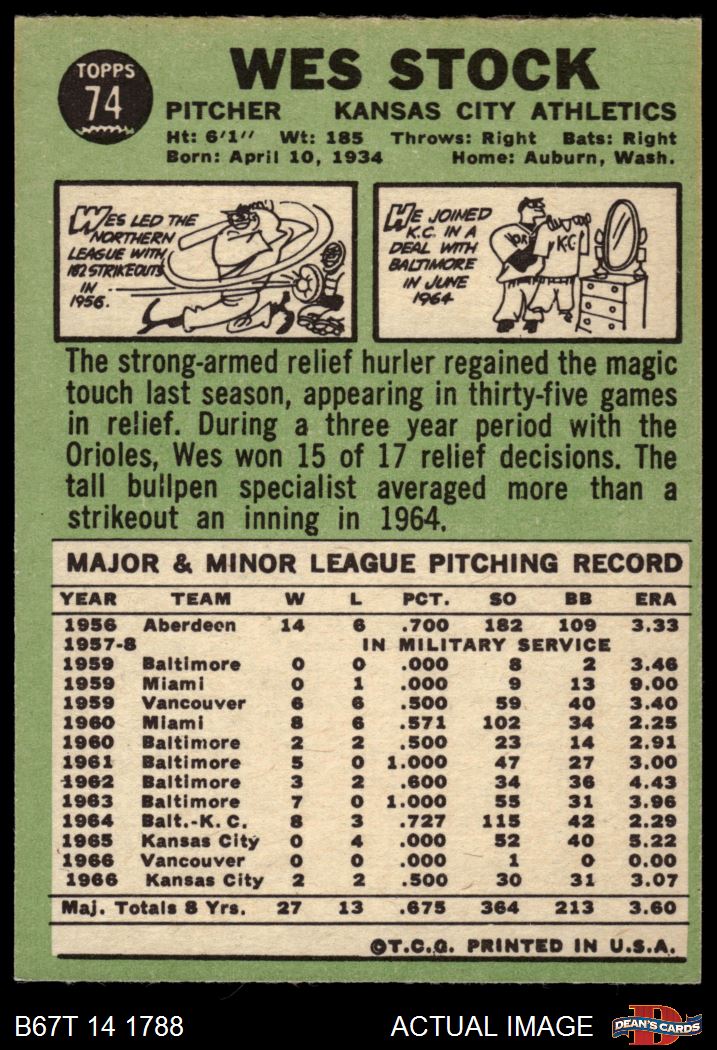 TOPPS
74
WES STOCK
PITCHER KANSAS CITY ATHLETICS
Ht: 6'1" Wt: 185 Throws: Right Bats: Right
Born: April 10, 1934 Home: Auburn, Wash.
WES LED THE
NORTHERN
LEAGUE WITH
182 STRIKEOUTS
IN
1956.
HE JOINED
K.C. IN A
DEAL WITH
BALTIMORE
IN JUNE
1964
K-C
The strong-armed relief hurler regained the magic
touch last season, appearing in thirty-five games
in relief. During a three year period with the
Orioles, Wes won 15 of 17 relief decisions. The
tall bullpen specialist averaged more than a
strikeout an inning in 1964.
MAJOR & MINOR LEAGUE PITCHING RECORD
YEAR TEAM W L PCT. SO BB ERA
1956 Aberdeen 14 6 .700 182 109 3.33
1957-8 IN MILITARY SERVICE
1959 Baltimore 0 0 .000 8 2 3.46
1959 Miami 0 1 .000 9 13 9.00
1959 Vancouver 6 6 .500 59 40 3.40
1960 Miami 8 6 .571 102 34 2.25
1960 Baltimore 2 2 .500 23 14 2.91
1961 Baltimore 5 0 1.000 47 27 3.00
1962 Baltimore 3 2 .600 34 36 4.43
1963 Baltimore 7 0 1.000 55 31 3.96
1964 Balt.-K.C. 8 3 .727 115 42 2.29
1965 Kansas City 0 4 .000 52 40 5.22
1966 Vancouver 0 0 .000 1 0 0.00
1966 Kansas City 2 2 .500 30 31 3.07
Maj. Totals 8 Yrs. 27 13 .675 364 213 3.60
©T.C.G. PRINTED IN U.S.A.
B67T 14 1788 ACTUAL IMAGE
DEAN'S CARDS